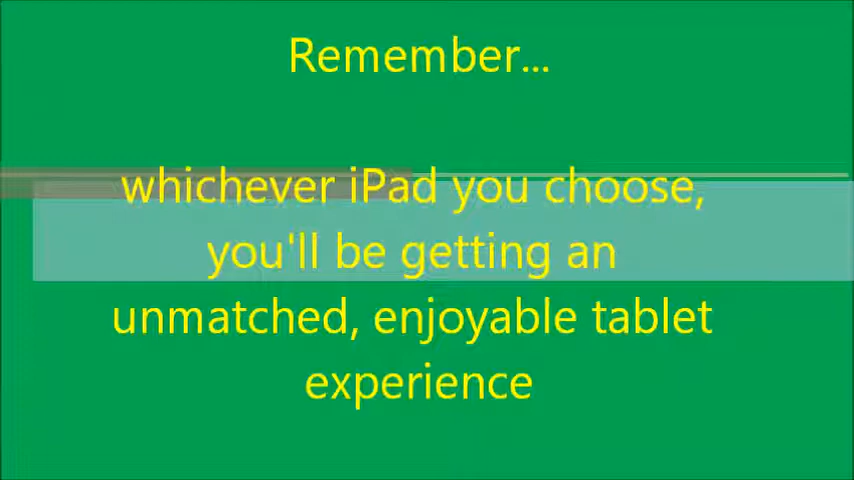 Remember...
whichever iPad you choose,
you'll be getting an
unmatched, enjoyable tablet
experience